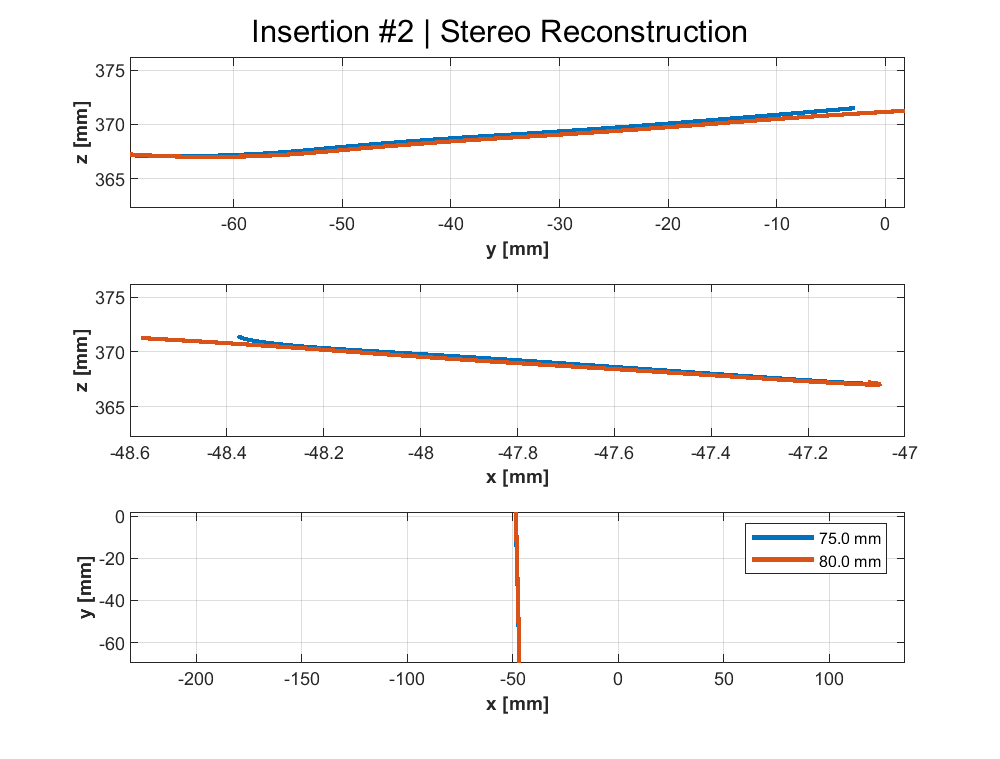 Insertion #2 | Stereo Reconstruction
375
370
365
z [mm]
-60 -50 -40 -30 -20 -10 0
y [mm]
375
370
365
z [mm]
-48.6 -48.4 -48.2 -48 -47.8 -47.6 -47.4 -47.2 -47
x [mm]
0
-20
-40
-60
y [mm]
75.0 mm
80.0 mm
-200 -150 -100 -50 0 50 100
x [mm]